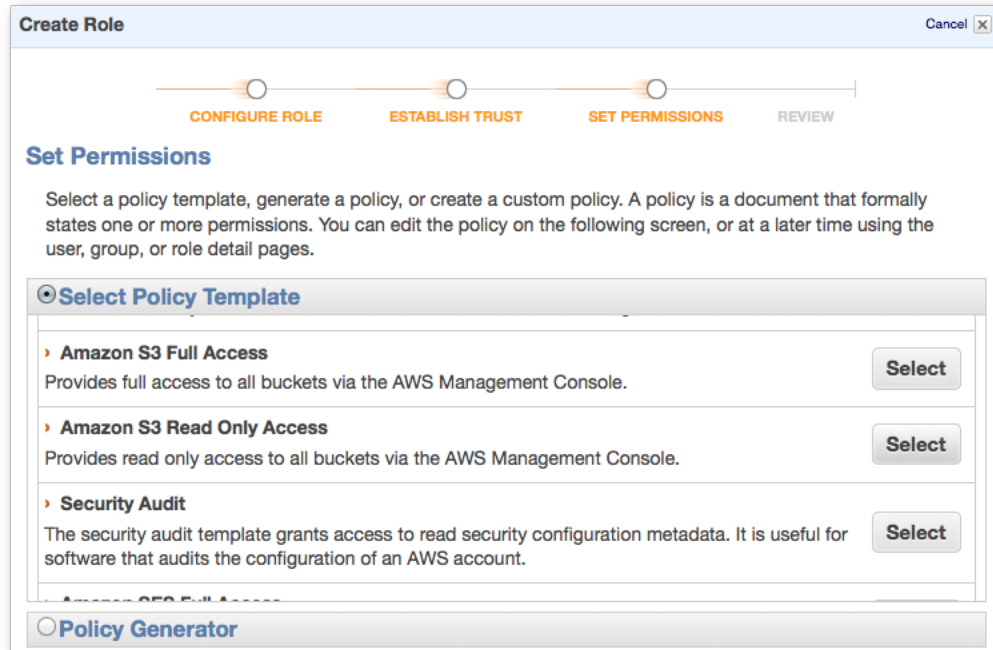 Create Role
Cancel
CONFIGURE ROLE
ESTABLISH TRUST
SET PERMISSIONS
REVIEW
Set Permissions
Select a policy template, generate a policy, or create a custom policy. A policy is a document that formally
states one or more permissions. You can edit the policy on the following screen, or at a later time using the
user, group, or role detail pages.
Select Policy Template
Amazon S3 Full Access
Provides full access to all buckets via the AWS Management Console.
Select
Amazon S3 Read Only Access
Provides read only access to all buckets via the AWS Management Console.
Select
Security Audit
The security audit template grants access to read security configuration metadata. It is useful for
software that audits the configuration of an AWS account.
Select
Amazon SES Full Access
Policy Generator